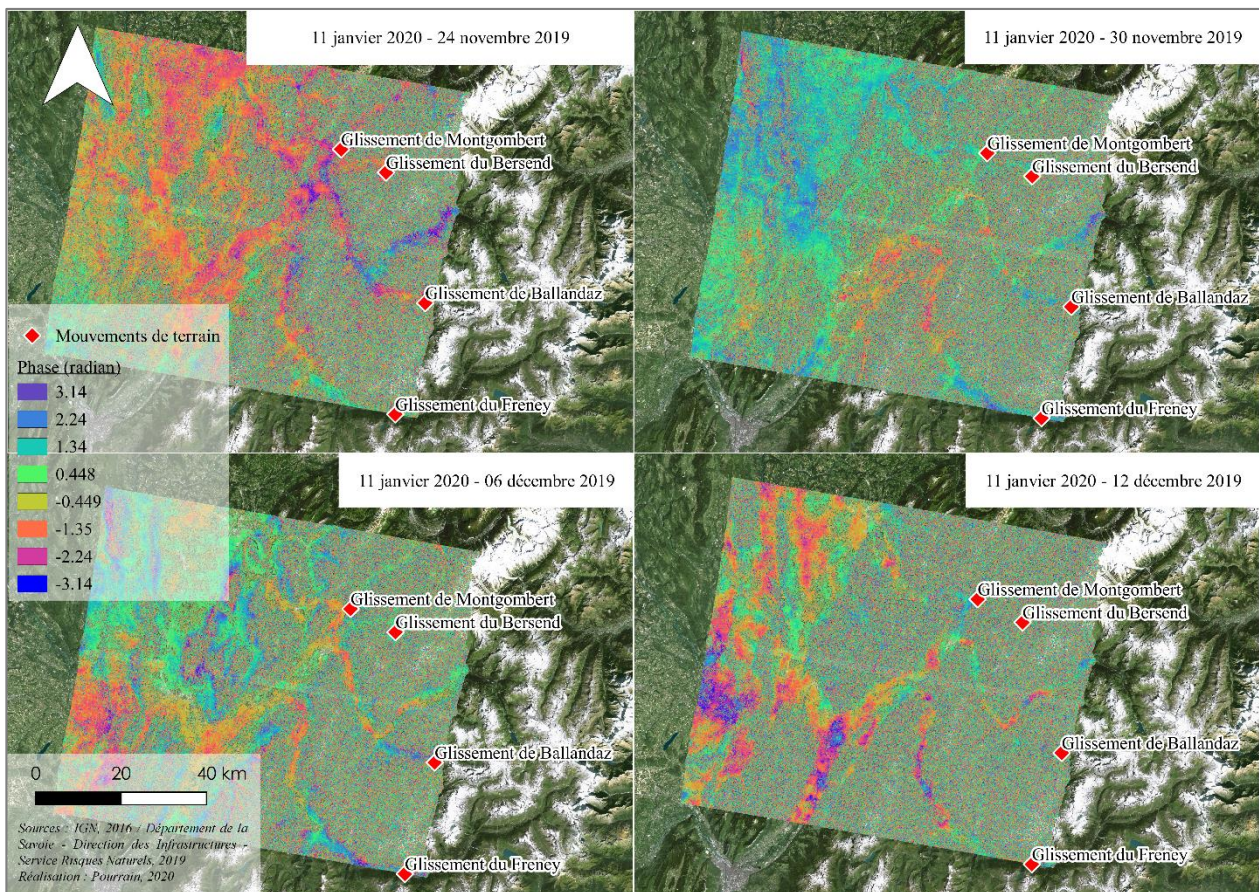 11 janvier 2020 - 24 novembre 2019
Glissement de Montgombert
Glissement du Bersend
Glissement de Ballandaz
Glissement du Freney
11 janvier 2020 - 30 novembre 2019
Glissement de Montgombert
Glissement du Bersend
Glissement de Ballandaz
Glissement du Freney
Mouvements de terrain
Phase (radian)
3.14
2.24
1.34
0.448
-0.449
-1.35
-2.24
-3.14
11 janvier 2020 - 06 décembre 2019
Glissement de Montgombert
Glissement du Bersend
Glissement de Ballandaz
Glissement du Freney
11 janvier 2020 - 12 décembre 2019
Glissement de Montgombert
Glissement du Bersend
Glissement de Ballandaz
Glissement du Freney
0 20 40 km
Sources : IGN, 2016 / Département de la
Savoie - Direction des Infrastructures -
Service Risques Naturels, 2019
Réalisation : Pourrain, 2020